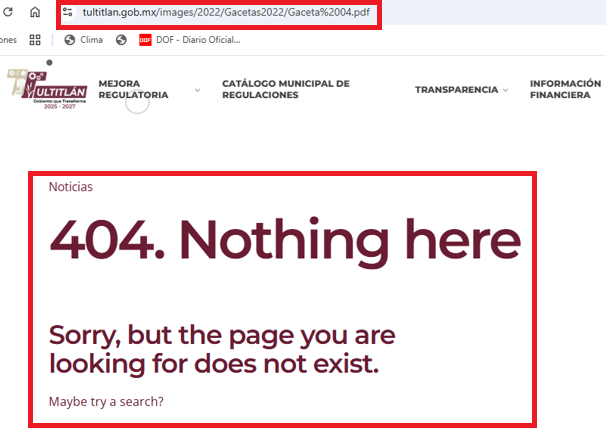 tultitlan.gob.mx/images/2022/Gacetas2022/Gaceta%2004.pdf
ones
Clima
DOF
DOF - Diario Oficial...
TULTITLÁN
Gobierno que Transforma
2025 - 2027
MEJORA
REGULATORIA
CATÁLOGO MUNICIPAL DE
REGULACIONES
TRANSPARENCIA
INFORMACIÓN
FINANCIERA
Noticias
404. Nothing here
Sorry, but the page you are
looking for does not exist.
Maybe try a search?